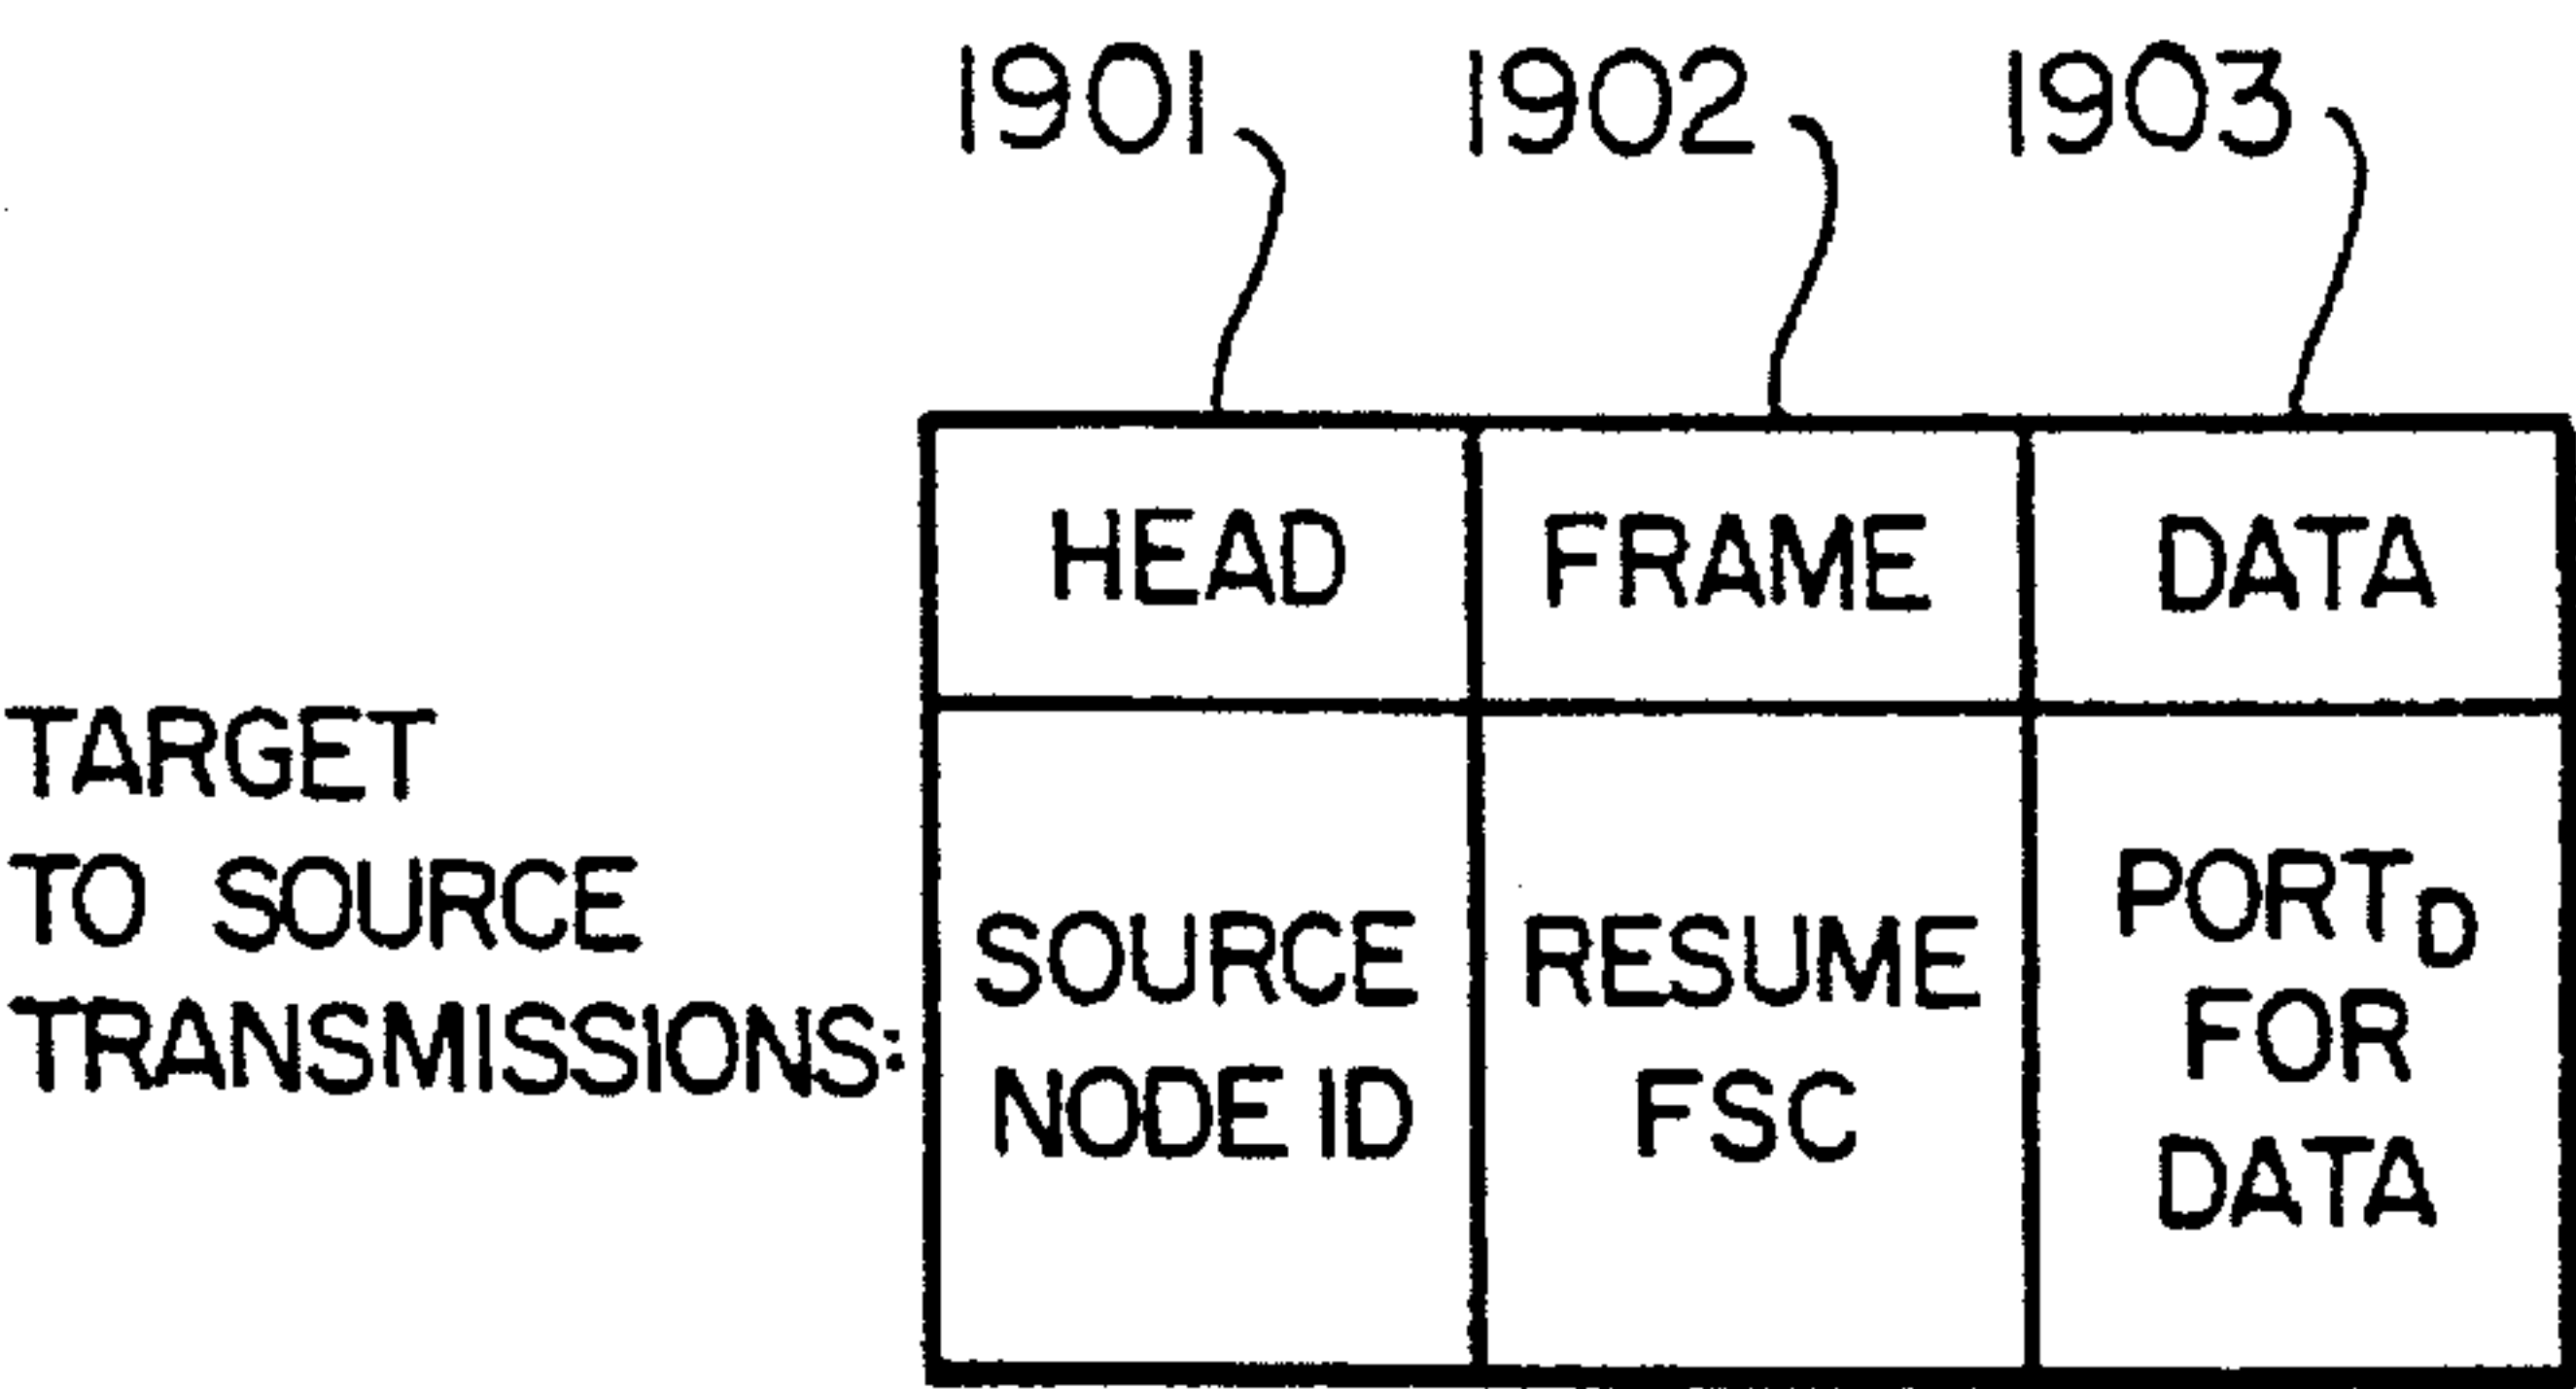 1901 1902 1903
HEAD FRAME DATA
TARGET
TO SOURCE
TRANSMISSIONS:
SOURCE
NODE ID
RESUME
FSC
PORTD
FOR
DATA